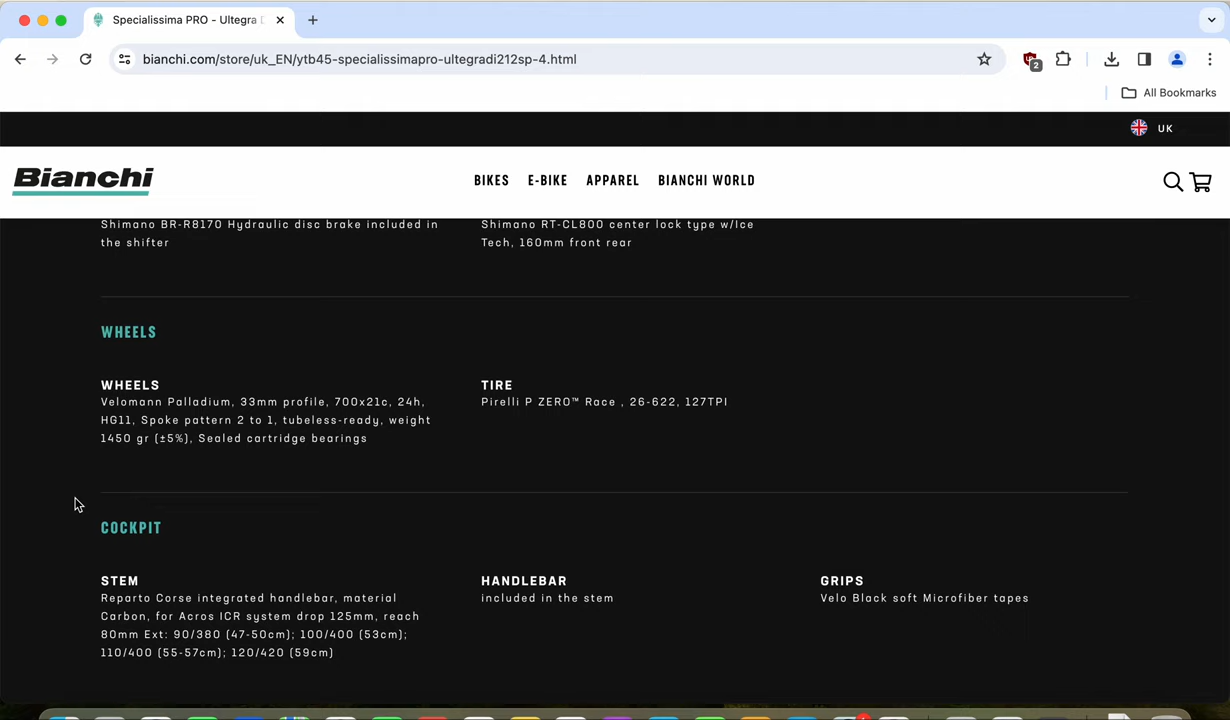 Specialissima PRO - Ultegra D
bianchi.com/store/uk_EN/ytb45-specialissimapro-ultegradi212sp-4.html
2
All Bookmarks
UK
Bianchi
BIKES E-BIKE APPAREL BIANCHI WORLD
Shimano BR-R8170 Hydraulic disc brake included in
the shifter
Shimano RT-CL800 center lock type w/Ice
Tech, 160mm front rear
WHEELS
WHEELS
Velomann Palladium, 33mm profile, 700x21c, 24h,
HG11, Spoke pattern 2 to 1, tubeless-ready, weight
1450 gr (±5%), Sealed cartridge bearings
TIRE
Pirelli P ZERO™ Race , 26-622, 127TPI
COCKPIT
STEM
Reparto Corse integrated handlebar, material
Carbon, for Acros ICR system drop 125mm, reach
80mm Ext: 90/380 (47-50cm); 100/400 (53cm);
110/400 (55-57cm); 120/420 (59cm)
HANDLEBAR
included in the stem
GRIPS
Velo Black soft Microfiber tapes